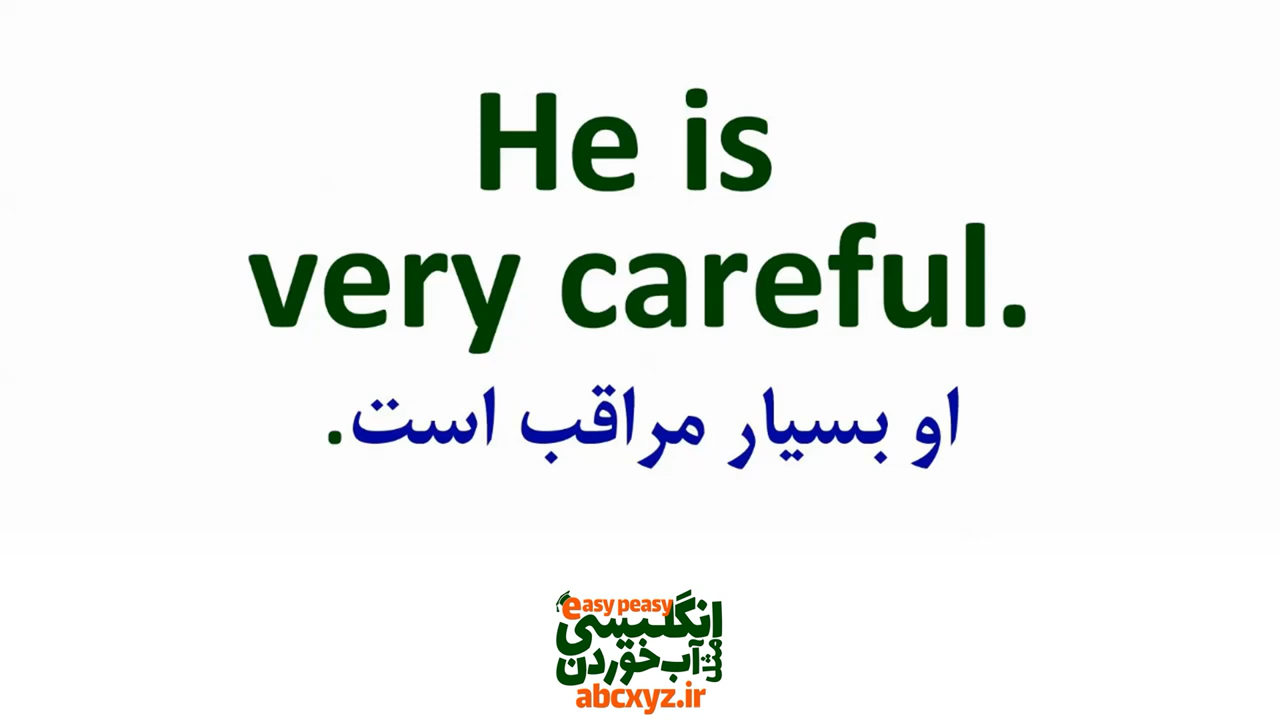 He is
very careful.
او بسیار مراقب است.
easy peasy
انگلیسی
مثل آب خوردن
abcxyz.ir